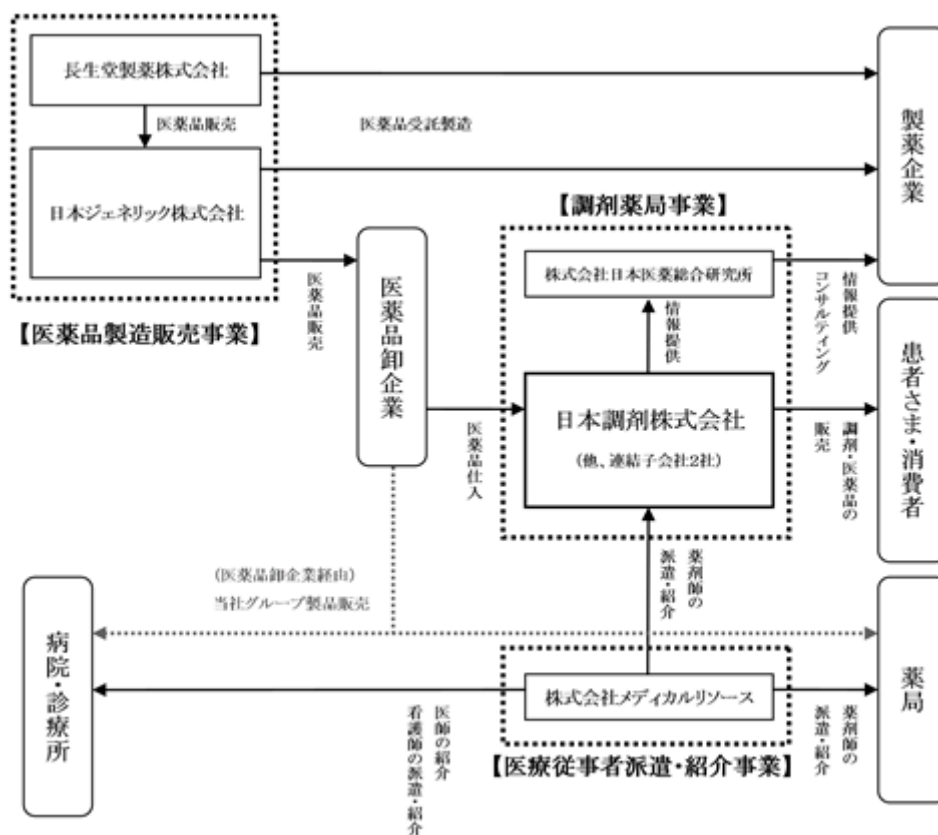 長生堂製薬株式会社
医薬品販売
医薬品受託製造
日本ジェネリック株式会社
医薬品販売
【医薬品製造販売事業】
医薬品卸企業
医薬品仕入
【調剤薬局事業】
株式会社日本医薬総合研究所
情報提供
日本調剤株式会社
(他、連結子会社2社)
製薬企業
情報提供
コンサルティング
患者さま・消費者
調剤・医薬品の
販売
(医薬品卸企業経由)
当社グループ製品販売
薬剤師の
派遣・紹介
病院・診療所
株式会社メディカルリソース
【医療従事者派遣・紹介事業】
医師の紹介
看護師の派遣・紹介
薬剤師の
派遣・紹介
薬局